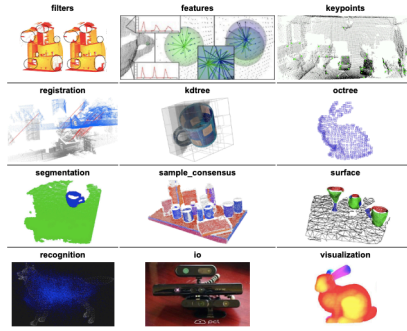 filters
features
keypoints
registration
kdtree
octree
segmentation
sample_consensus
surface
recognition
io
visualization